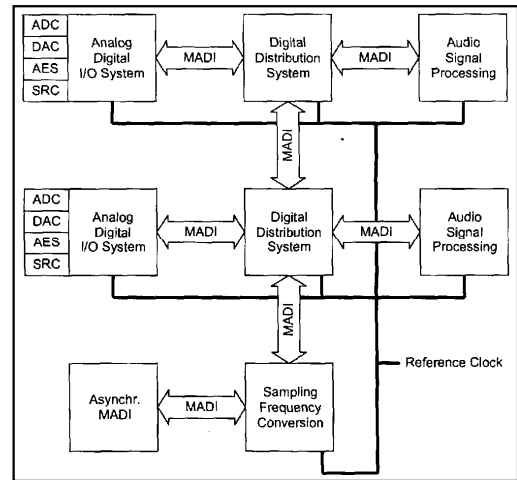 ADC
DAC
AES
SRC
Analog
Digital
I/O System
MADI
Digital
Distribution
System
MADI
Audio
Signal
Processing
MADI
ADC
DAC
AES
SRC
Analog
Digital
I/O System
MADI
Digital
Distribution
System
MADI
Audio
Signal
Processing
MADI
Reference Clock
Asynchr.
MADI
MADI
Sampling
Frequency
Conversion